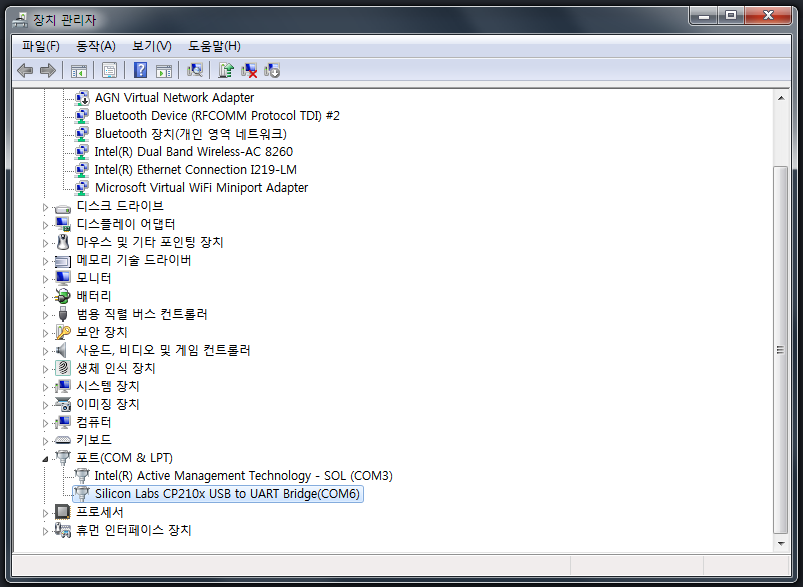 장치 관리자
파일(F) 동작(A) 보기(V) 도움말(H)
AGN Virtual Network Adapter
Bluetooth Device (RFCOMM Protocol TDI) #2
Bluetooth 장치(개인 영역 네트워크)
Intel(R) Dual Band Wireless-AC 8260
Intel(R) Ethernet Connection I219-LM
Microsoft Virtual WiFi Miniport Adapter
디스크 드라이브
디스플레이 어댑터
마우스 및 기타 포인팅 장치
메모리 기술 드라이버
모니터
배터리
범용 직렬 버스 컨트롤러
보안 장치
사운드, 비디오 및 게임 컨트롤러
생체 인식 장치
시스템 장치
이미징 장치
컴퓨터
키보드
포트(COM & LPT)
Intel(R) Active Management Technology - SOL (COM3)
Silicon Labs CP210x USB to UART Bridge(COM6)
프로세서
휴먼 인터페이스 장치